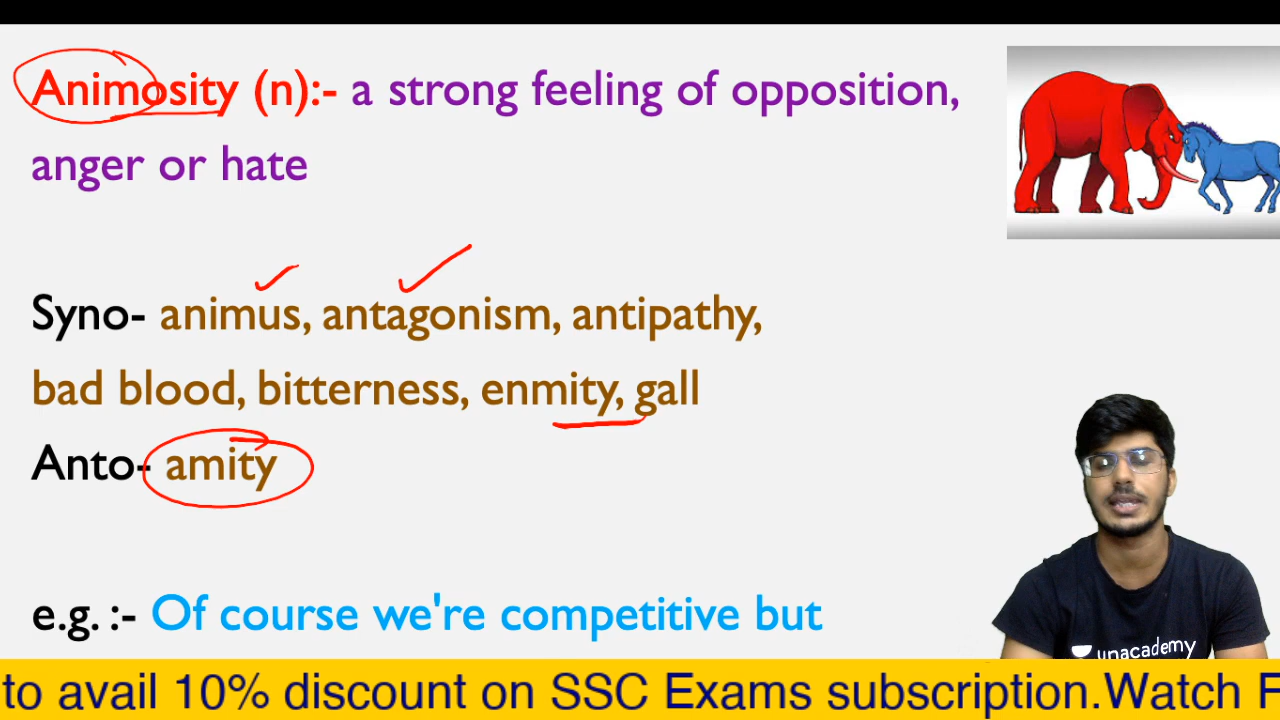 Animosity (n):- a strong feeling of opposition,
anger or hate
Syno- animus, antagonism, antipathy,
bad blood, bitterness, enmity, gall
Anto- amity
e.g. :- Of course we're competitive but
unacademy
to avail 10% discount on SSC Exams subscription.Watch F